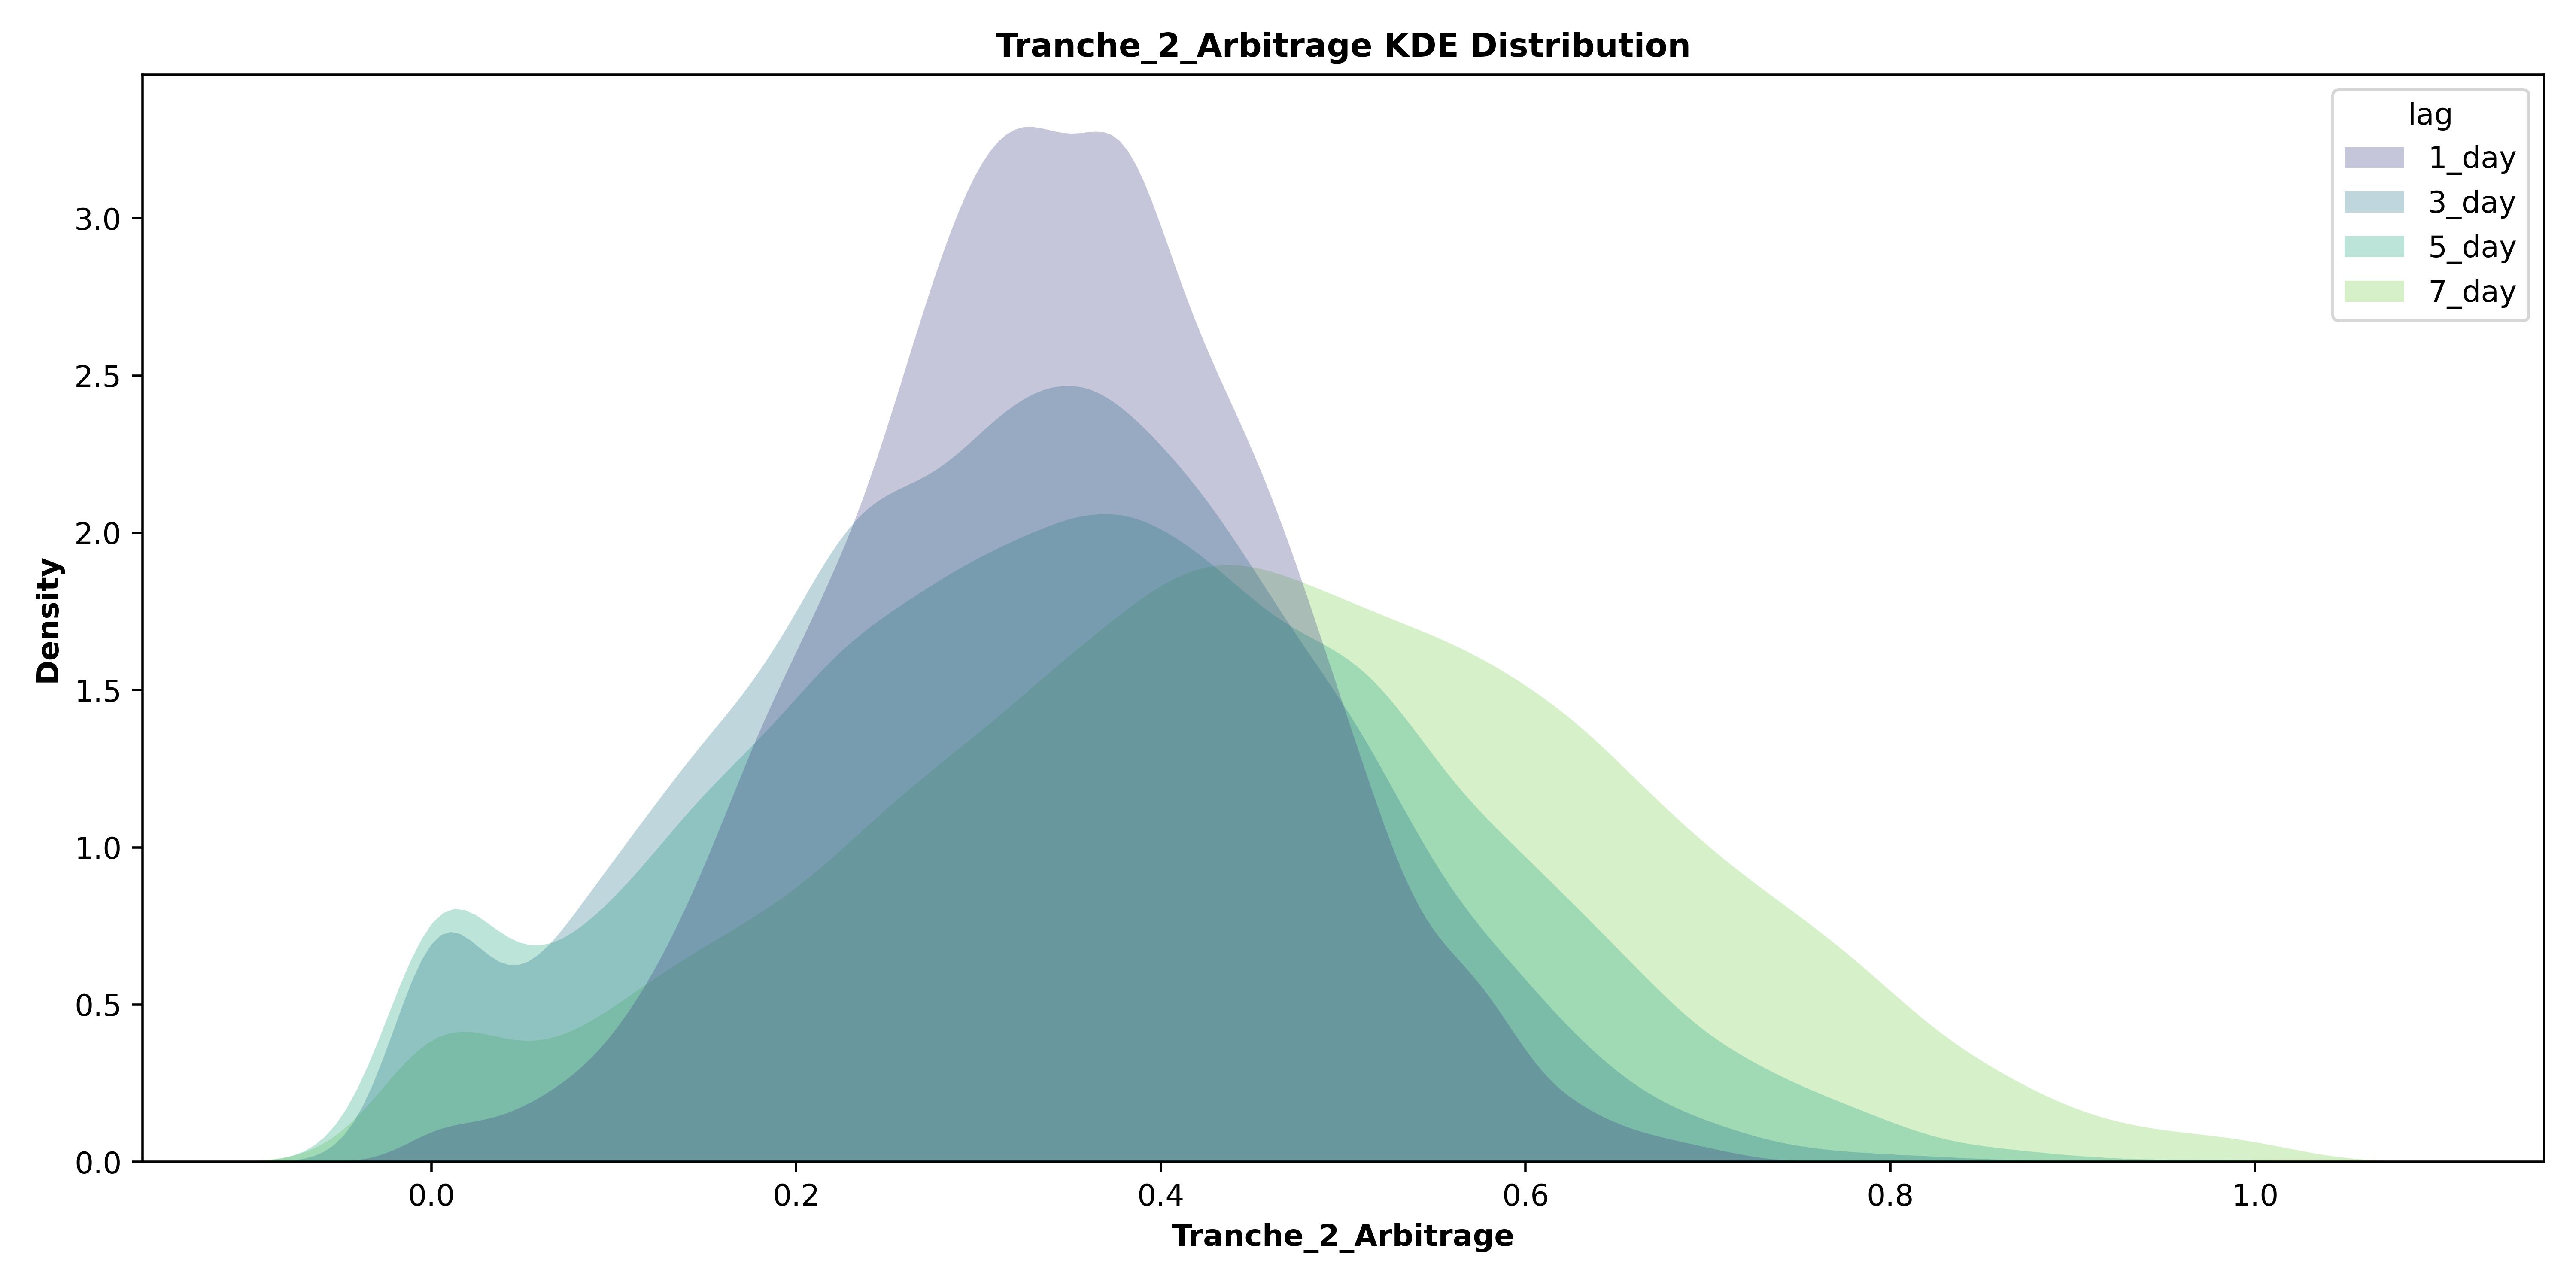 Tranche_2_Arbitrage KDE Distribution
lag
1_day
3_day
5_day
7_day
Density
3.0
2.5
2.0
1.5
1.0
0.5
0.0
0.0 0.2 0.4 0.6 0.8 1.0
Tranche_2_Arbitrage